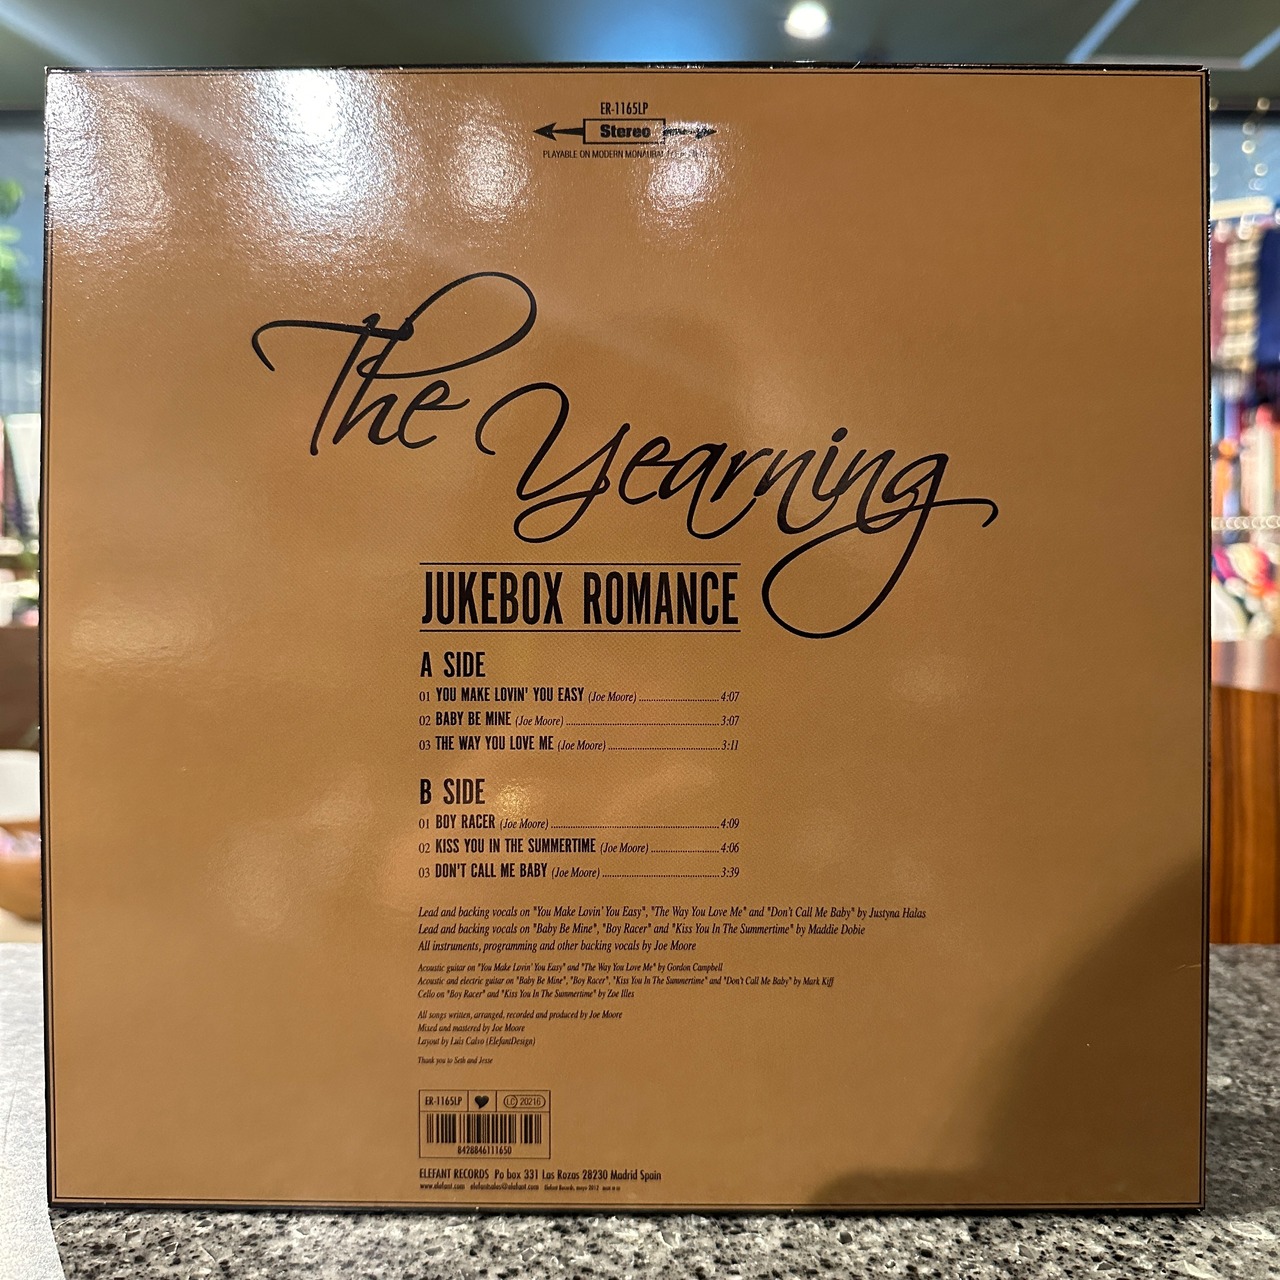 ER-1165LP
Stereo
PLAYABLE ON MODERN MONAURAL
The Yearning
JUKEBOX ROMANCE
A SIDE
01 YOU MAKE LOVIN' YOU EASY (Joe Moore) 4:07
02 BABY BE MINE (Joe Moore) 3:07
03 THE WAY YOU LOVE ME (Joe Moore) 3:11
B SIDE
01 BOY RACER (Joe Moore) 4:09
02 KISS YOU IN THE SUMMERTIME (Joe Moore) 4:06
03 DON'T CALL ME BABY (Joe Moore) 3:39
Lead and backing vocals on "You Make Lovin' You Easy", "The Way You Love Me" and "Don't Call Me Baby" by Justyna Halas
Lead and backing vocals on "Baby Be Mine", "Boy Racer" and "Kiss You In The Summertime" by Maddie Dobie
All instruments, programming and other backing vocals by Joe Moore
Acoustic guitar on "You Make Lovin' You Easy" and "The Way You Love Me" by Gordon Campbell
Acoustic and electric guitar on "Baby Be Mine", "Boy Racer", "Kiss You In The Summertime" and "Don't Call Me Baby" by Mark Kiff
Cello on "Boy Racer" and "Kiss You In The Summertime" by Zoe Illes
All songs written, arranged, recorded and produced by Joe Moore
Mixed and mastered by Joe Moore
Layout by Luis Calvo (ElefantDesign)
Thank you to Seth and Jesse
ER-1165LP LC 20216
8428846111650
ELEFANT RECORDS Po box 331 Las Rozas 28230 Madrid Spain
www.elefant.com elefantsales@elefant.com Elefant Records, mayo 2012